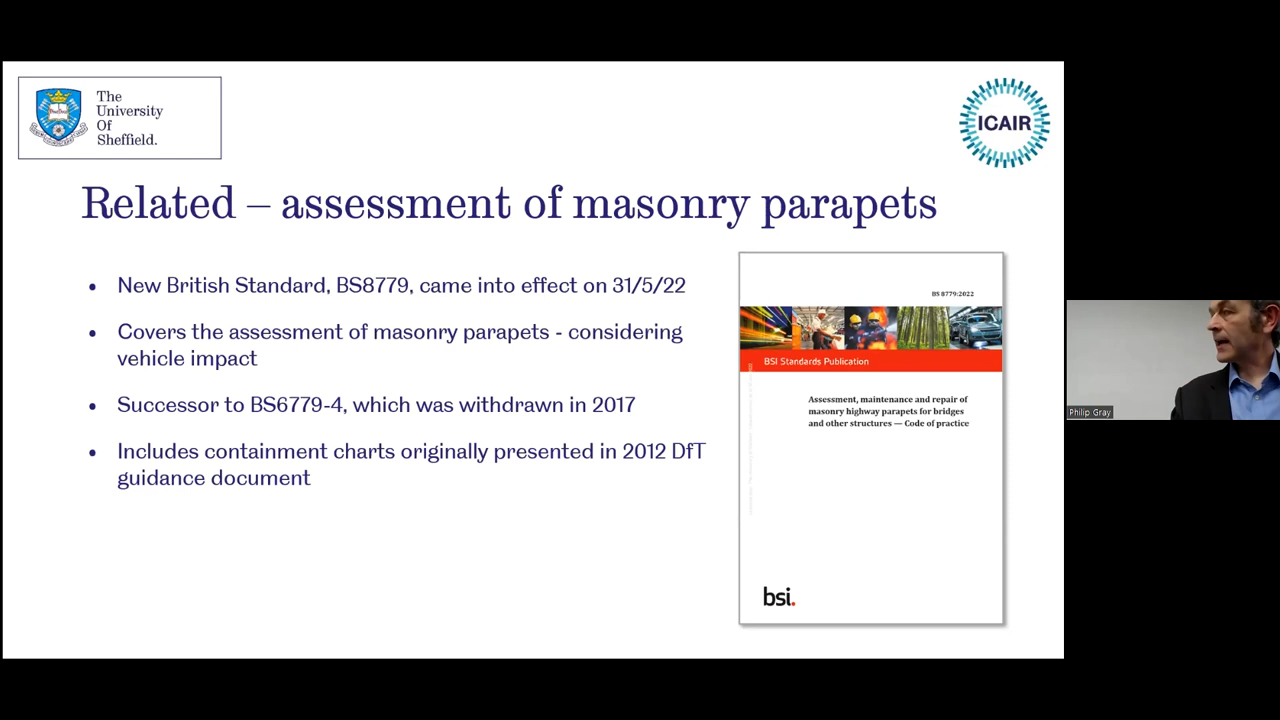 The
University
Of
Sheffield.
ICAIR
Related – assessment of masonry parapets
• New British Standard, BS8779, came into effect on 31/5/22
• Covers the assessment of masonry parapets - considering
vehicle impact
• Successor to BS6779-4, which was withdrawn in 2017
• Includes containment charts originally presented in 2012 DfT
guidance document
BS 8779:2022
BSI Standards Publication
Assessment, maintenance and repair of
masonry highway parapets for bridges
and other structures — Code of practice
bsi.
Philip Gray